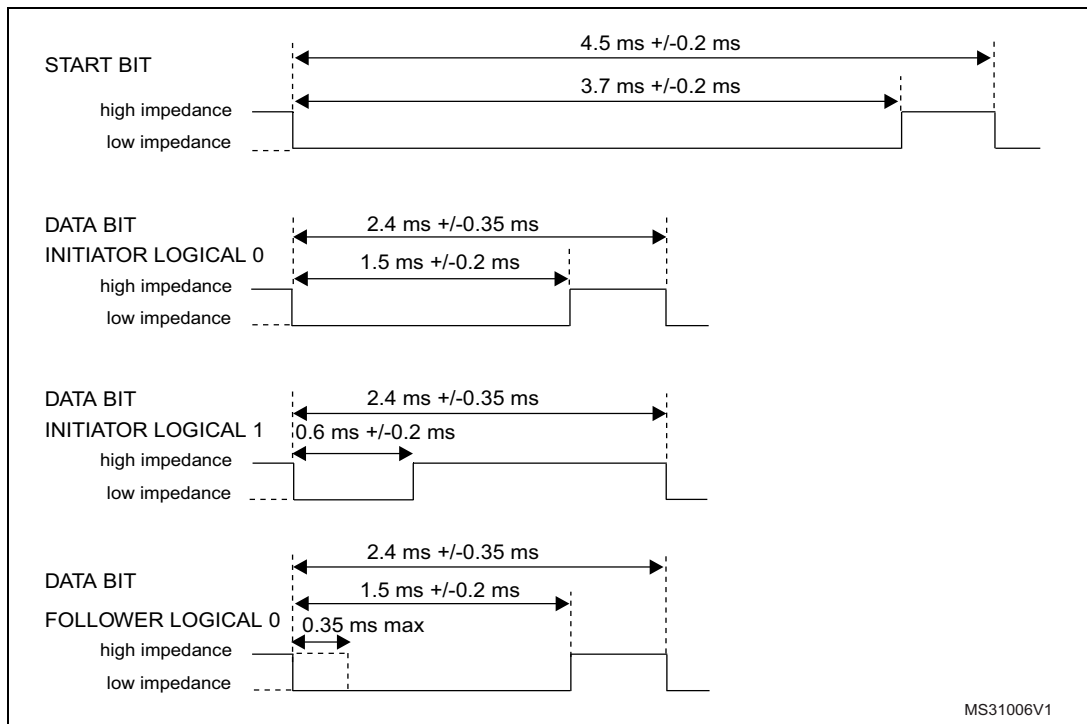 START BIT
4.5 ms +/-0.2 ms
3.7 ms +/-0.2 ms
high impedance
low impedance
DATA BIT
INITIATOR LOGICAL 0
2.4 ms +/-0.35 ms
1.5 ms +/-0.2 ms
high impedance
low impedance
DATA BIT
INITIATOR LOGICAL 1
2.4 ms +/-0.35 ms
0.6 ms +/-0.2 ms
high impedance
low impedance
DATA BIT
FOLLOWER LOGICAL 0
2.4 ms +/-0.35 ms
1.5 ms +/-0.2 ms
0.35 ms max
high impedance
low impedance
MS31006V1